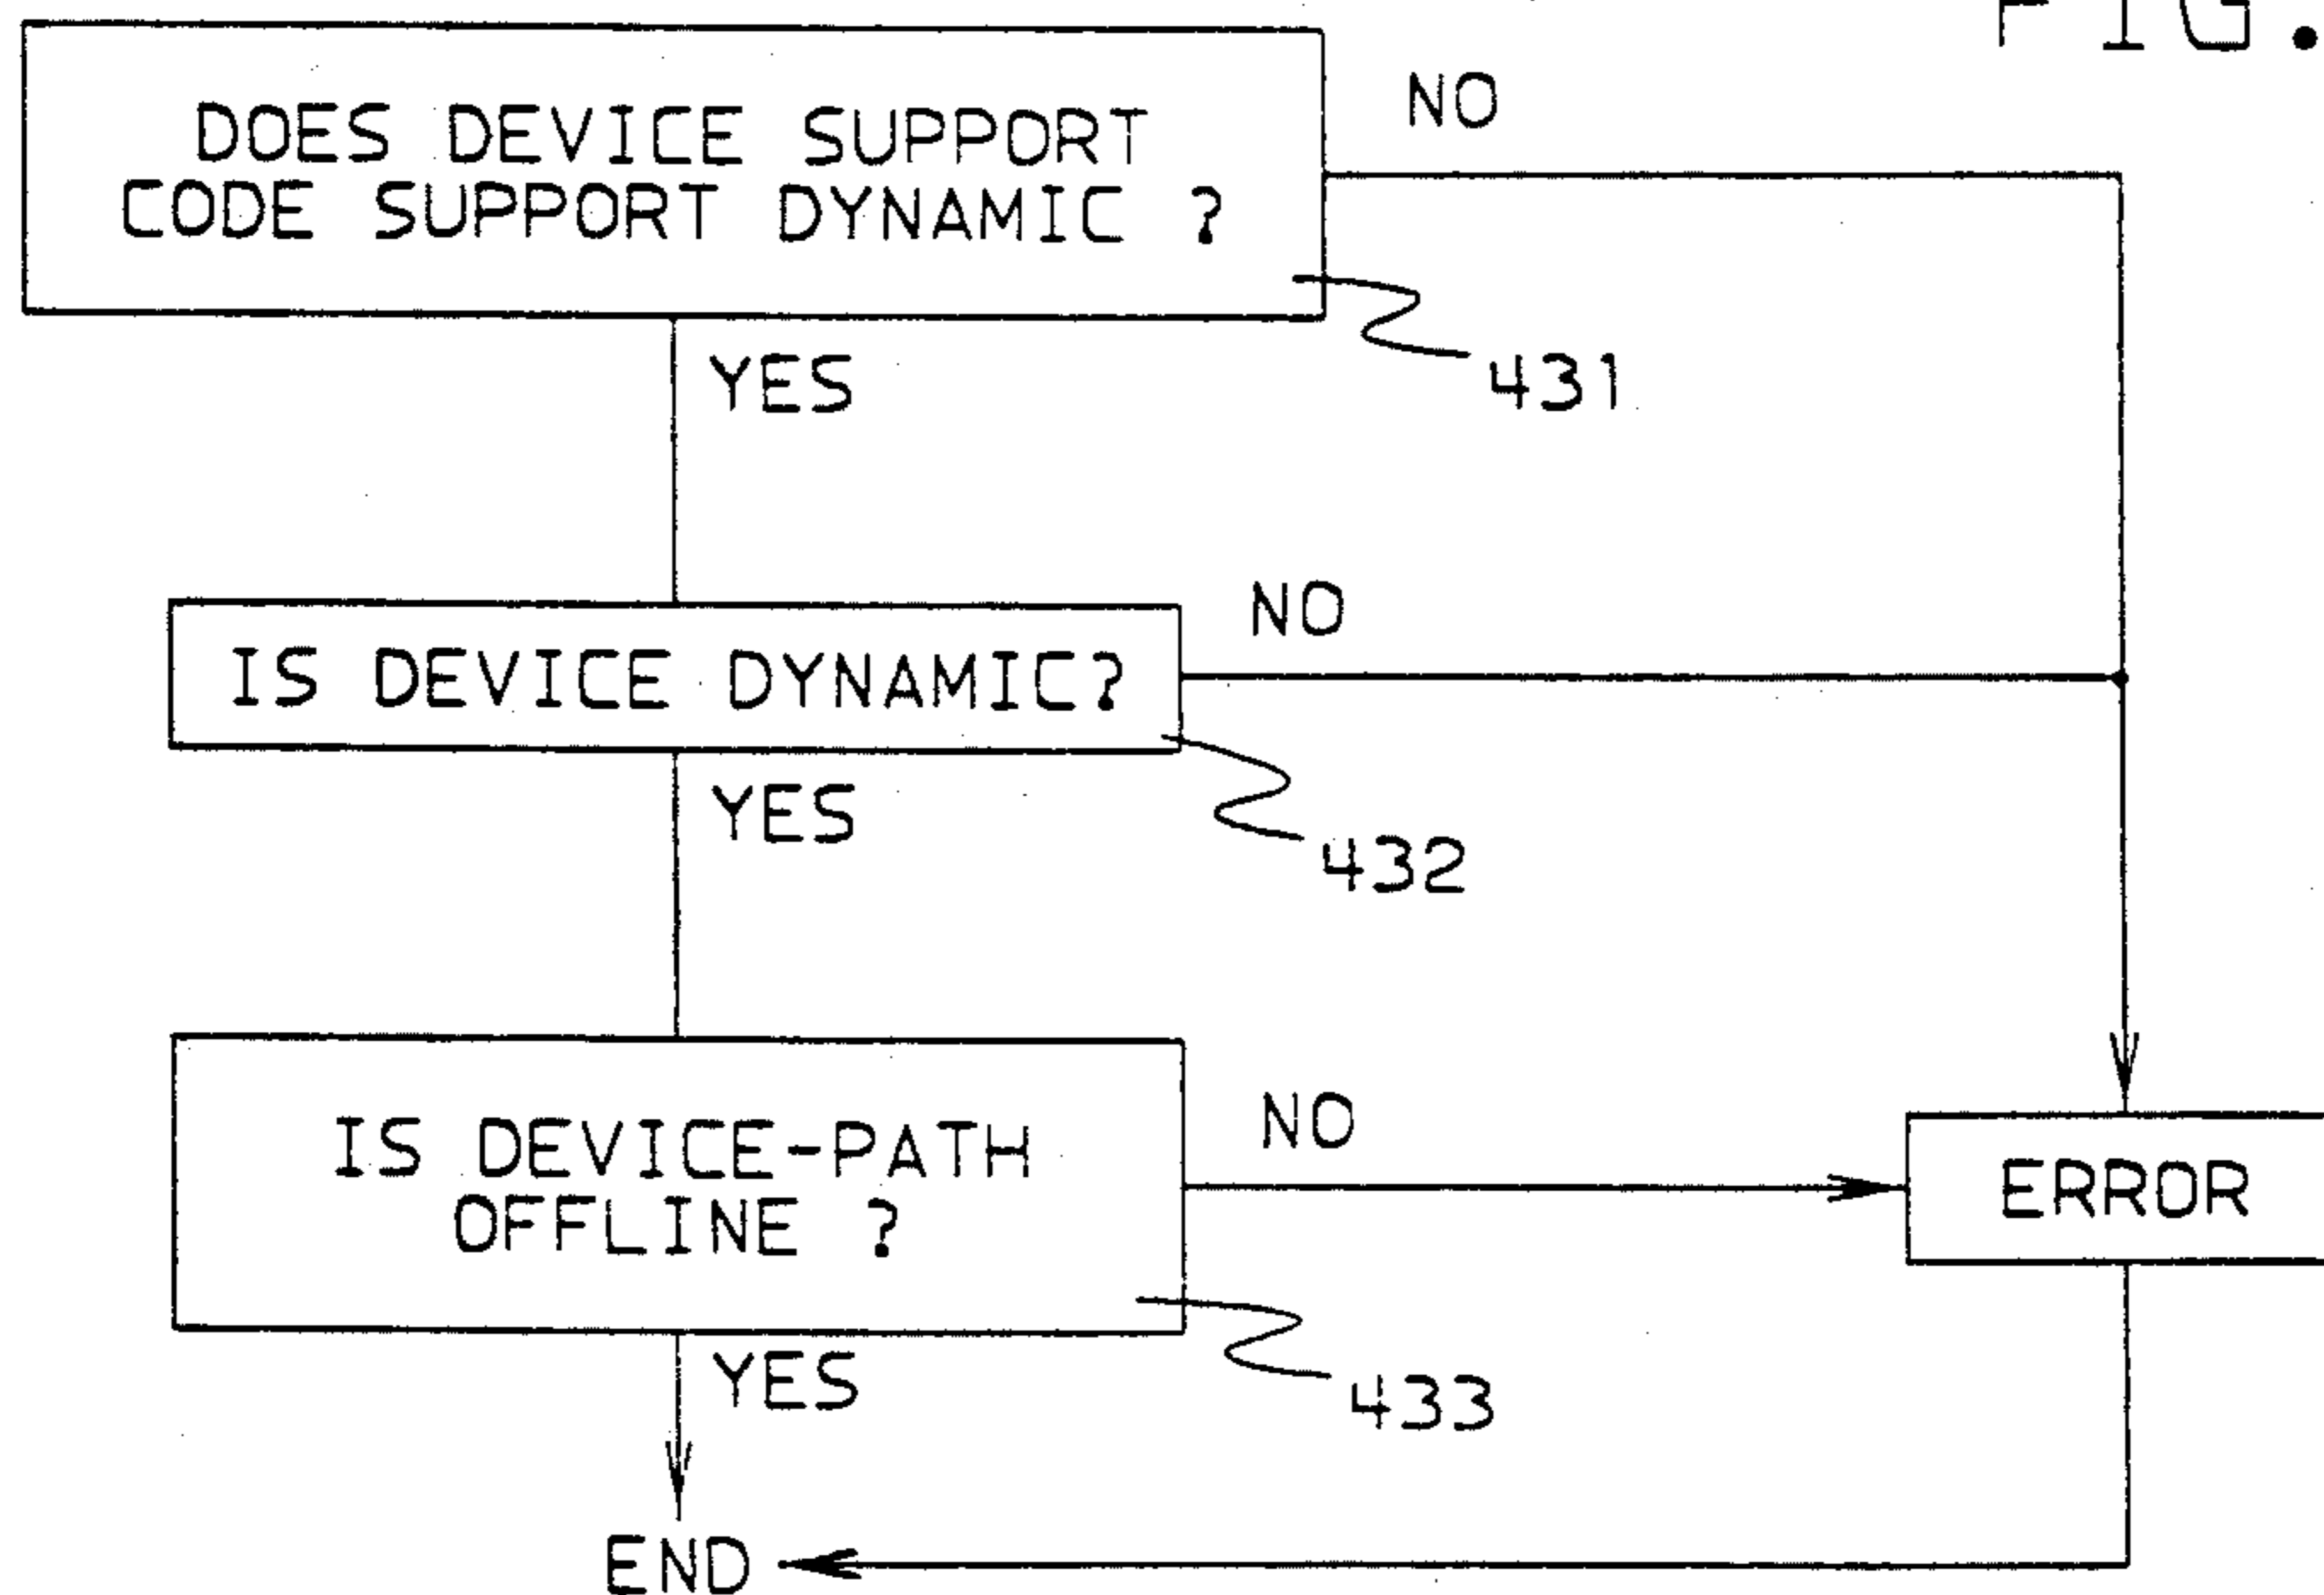 FIG.
DOES DEVICE SUPPORT
CODE SUPPORT DYNAMIC ?
NO
YES
431
IS DEVICE DYNAMIC?
NO
YES
432
IS DEVICE-PATH
OFFLINE ?
NO
ERROR
YES
433
END